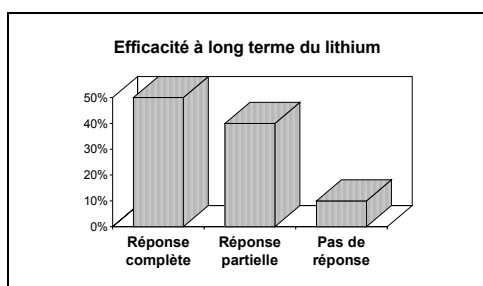 Efficacité à long terme du lithium
50%
40%
30%
20%
10%
0%
Réponse complète
Réponse partielle
Pas de réponse